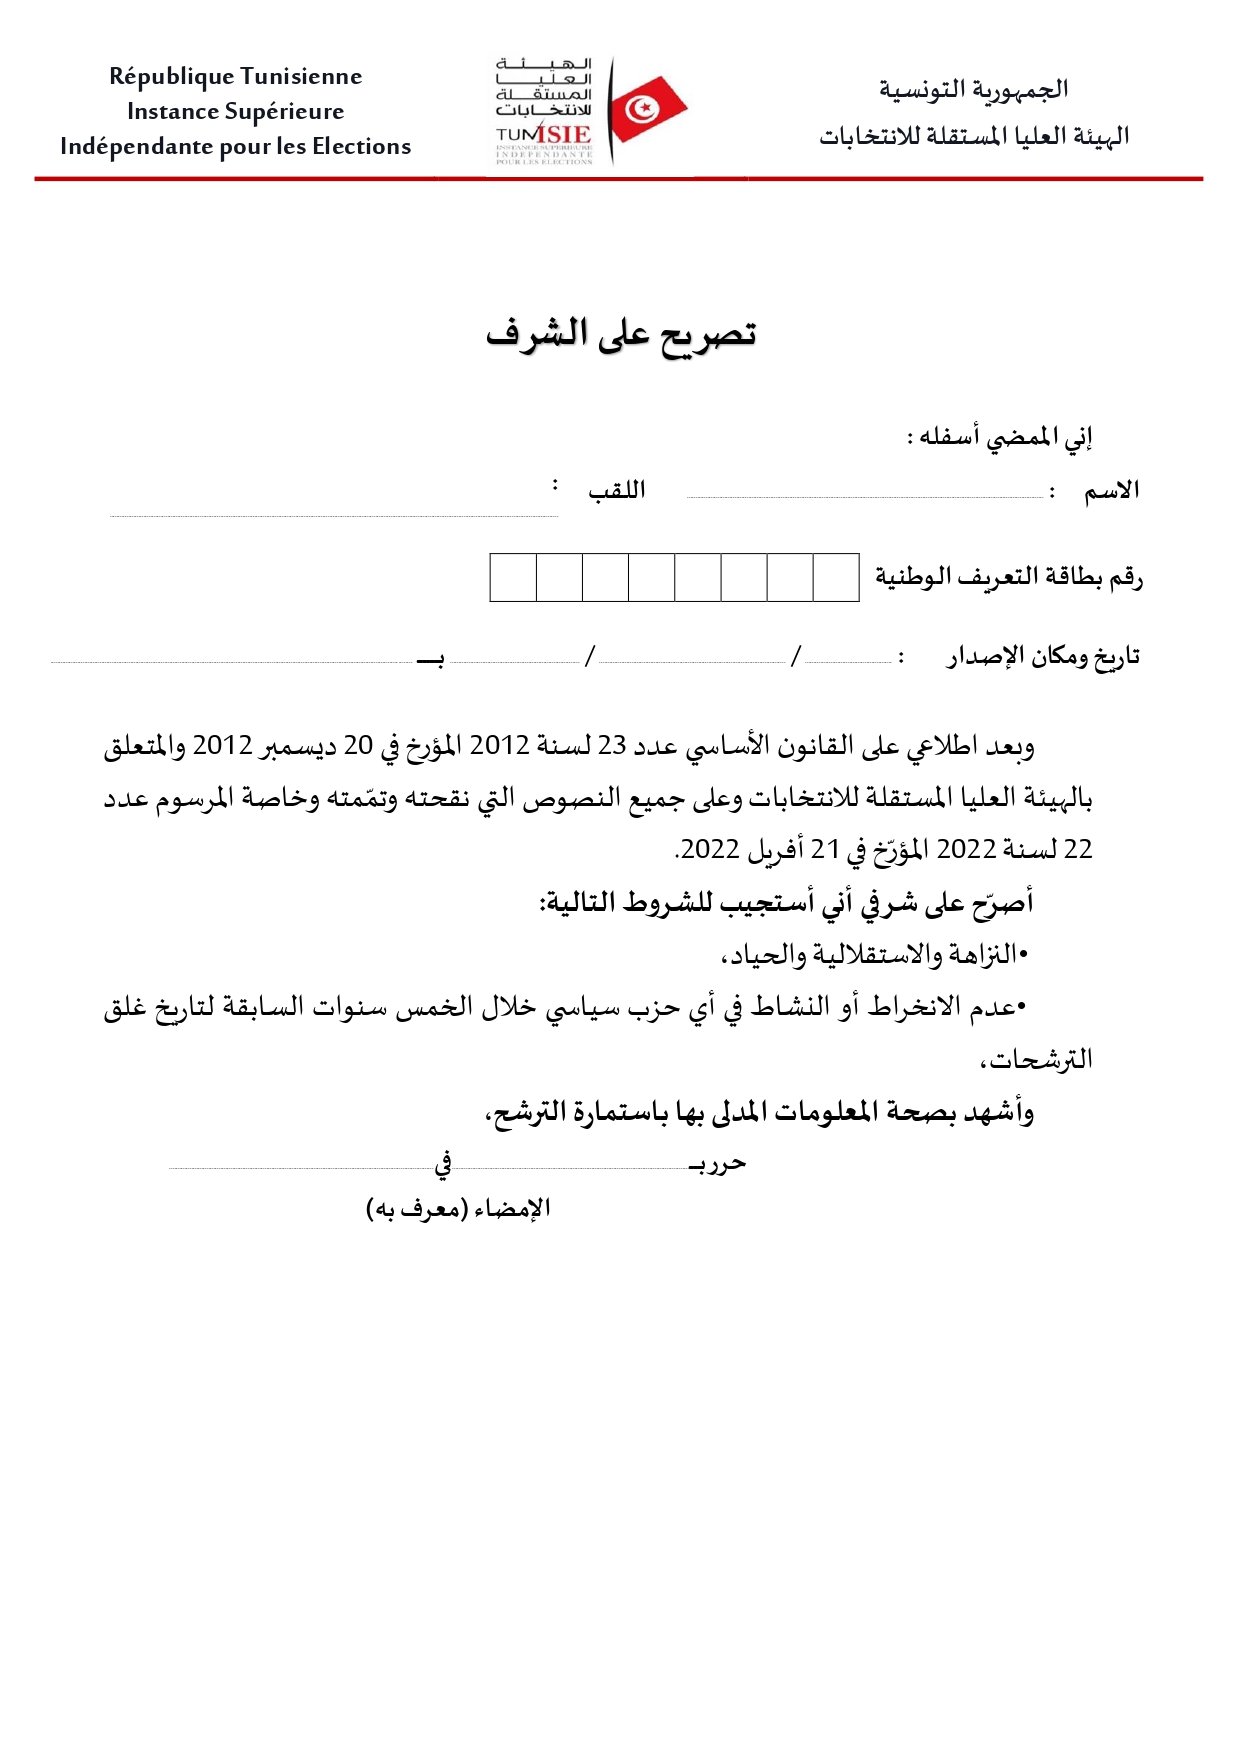 République Tunisienne
Instance Supérieure
Indépendante pour les Elections
الهيئة
العليا
المستقلة
للانتخابات
TUNISIE
INSTANCE SUPERIEURE
INDEPENDANTE
POUR LES ELECTIONS
الجمهورية التونسية
الهيئة العليا المستقلة للانتخابات
تصريح على الشرف
إني الممضي أسفله :
الاسم : اللقب :
رقم بطاقة التعريف الوطنية
تاريخ ومكان الإصدار : / / بـــ
وبعد اطلاعي على القانون الأساسي عدد 23 لسنة 2012 المؤرخ في 20 ديسمبر 2012 والمتعلق
بالهيئة العليا المستقلة للانتخابات وعلى جميع النصوص التي نقحته وتمّمته وخاصة المرسوم عدد
22 لسنة 2022 المؤرّخ في 21 أفريل 2022.
أصرّح على شرفي أني أستجيب للشروط التالية:
•النزاهة والاستقلالية والحياد،
•عدم الانخراط أو النشاط في أي حزب سياسي خلال الخمس سنوات السابقة لتاريخ غلق
الترشحات،
وأشهد بصحة المعلومات المدلى بها باستمارة الترشح،
حرر بـ في
الإمضاء (معرف به)